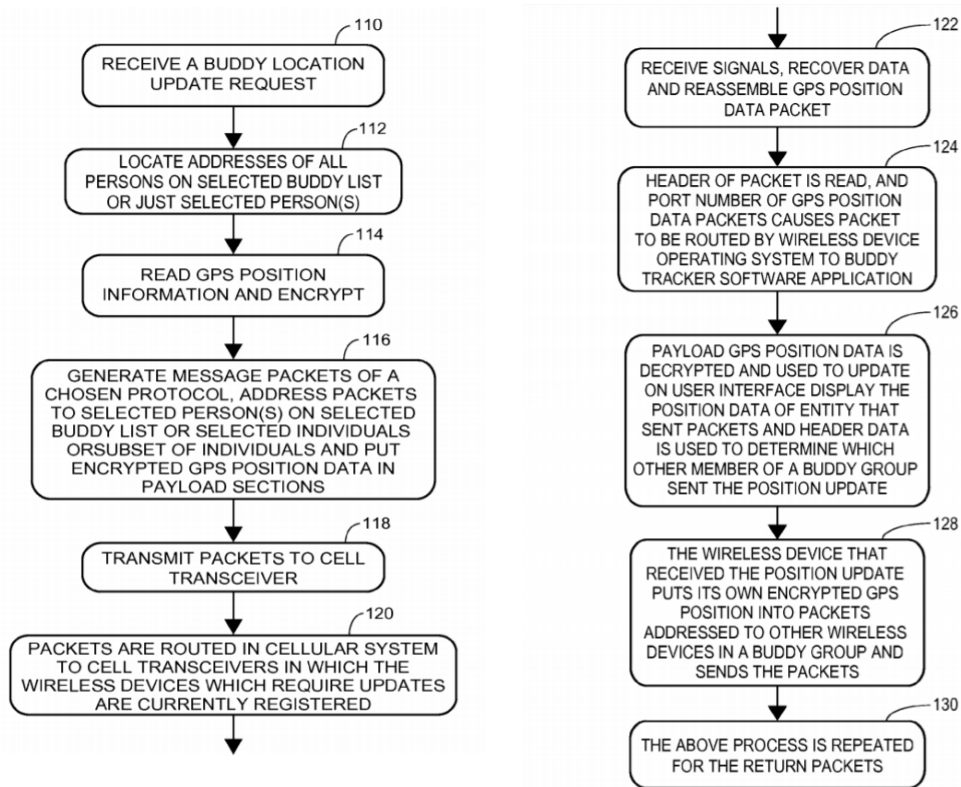 110
RECEIVE A BUDDY LOCATION
UPDATE REQUEST
112
LOCATE ADDRESSES OF ALL
PERSONS ON SELECTED BUDDY LIST
OR JUST SELECTED PERSON(S)
114
READ GPS POSITION
INFORMATION AND ENCRYPT
116
GENERATE MESSAGE PACKETS OF A
CHOSEN PROTOCOL, ADDRESS PACKETS
TO SELECTED PERSON(S) ON SELECTED
BUDDY LIST OR SELECTED INDIVIDUALS
ORSUBSET OF INDIVIDUALS AND PUT
ENCRYPTED GPS POSITION DATA IN
PAYLOAD SECTIONS
118
TRANSMIT PACKETS TO CELL
TRANSCEIVER
120
PACKETS ARE ROUTED IN CELLULAR SYSTEM
TO CELL TRANSCEIVERS IN WHICH THE
WIRELESS DEVICES WHICH REQUIRE UPDATES
ARE CURRENTLY REGISTERED
122
RECEIVE SIGNALS, RECOVER DATA
AND REASSEMBLE GPS POSITION
DATA PACKET
124
HEADER OF PACKET IS READ, AND
PORT NUMBER OF GPS POSITION
DATA PACKETS CAUSES PACKET
TO BE ROUTED BY WIRELESS DEVICE
OPERATING SYSTEM TO BUDDY
TRACKER SOFTWARE APPLICATION
126
PAYLOAD GPS POSITION DATA IS
DECRYPTED AND USED TO UPDATE
ON USER INTERFACE DISPLAY THE
POSITION DATA OF ENTITY THAT
SENT PACKETS AND HEADER DATA
IS USED TO DETERMINE WHICH
OTHER MEMBER OF A BUDDY GROUP
SENT THE POSITION UPDATE
128
THE WIRELESS DEVICE THAT
RECEIVED THE POSITION UPDATE
PUTS ITS OWN ENCRYPTED GPS
POSITION INTO PACKETS
ADDRESSED TO OTHER WIRELESS
DEVICES IN A BUDDY GROUP AND
SENDS THE PACKETS
130
THE ABOVE PROCESS IS REPEATED
FOR THE RETURN PACKETS